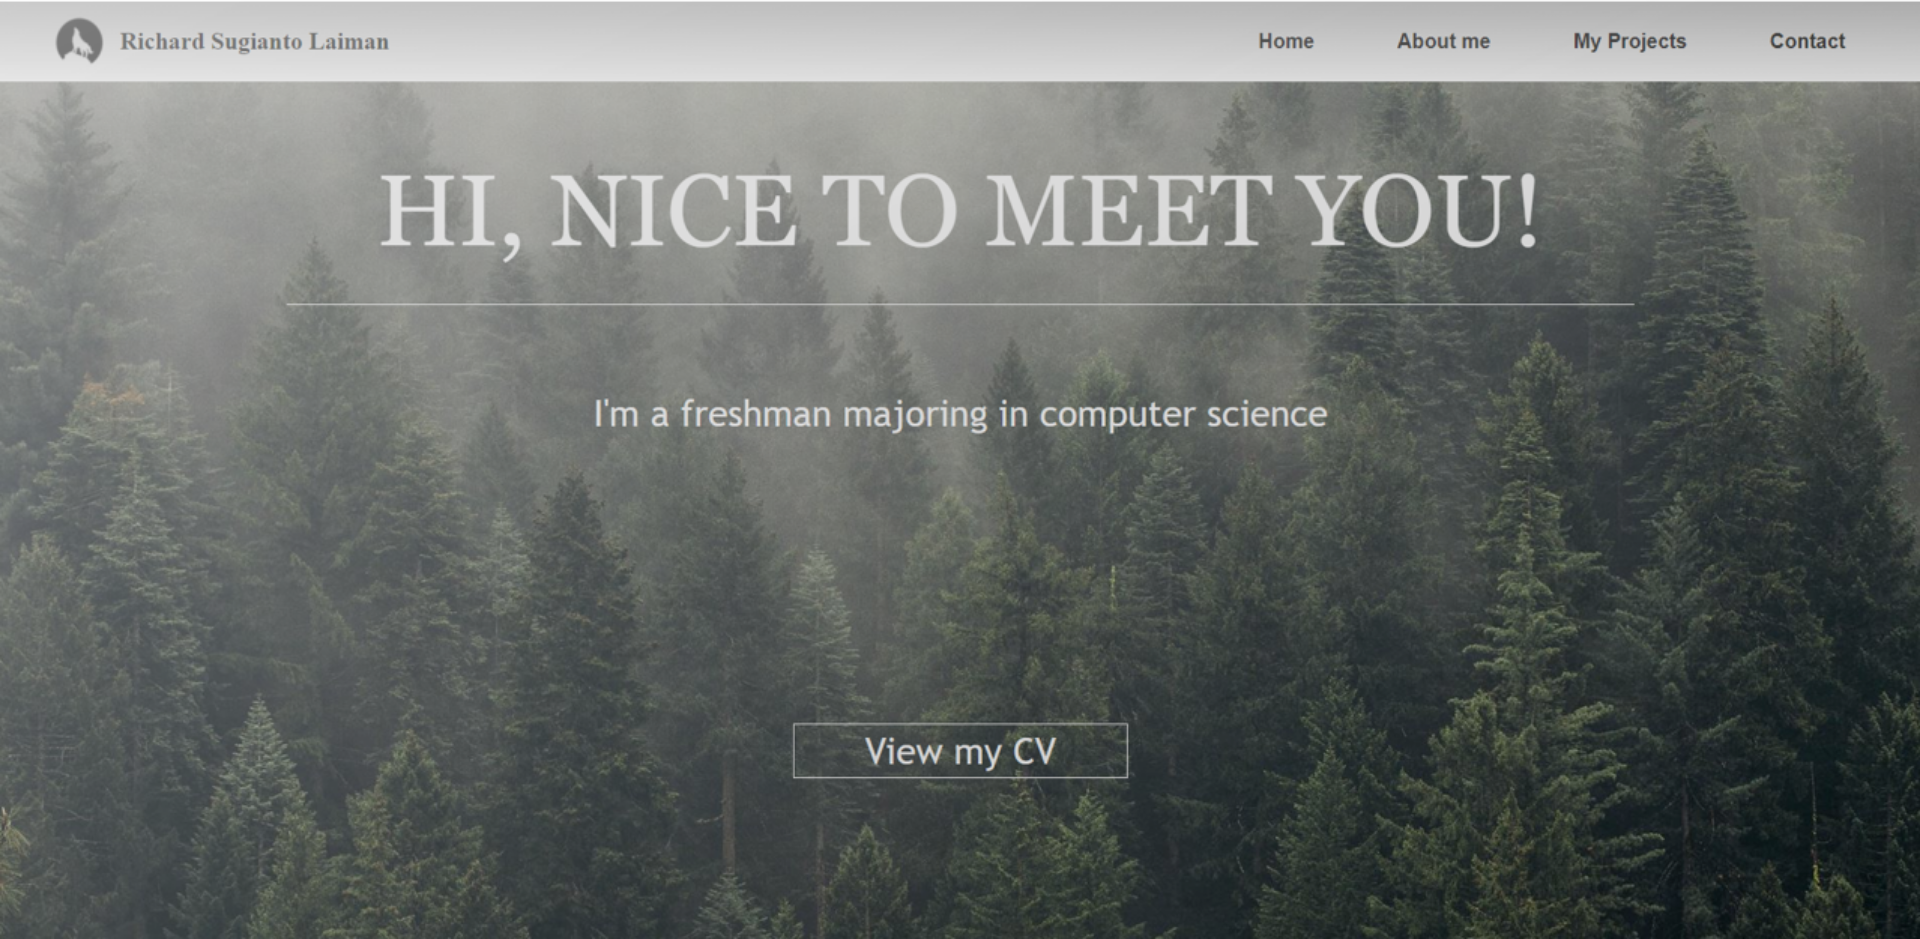 Richard Sugianto Laiman
Home
About me
My Projects
Contact
HI, NICE TO MEET YOU!
I'm a freshman majoring in computer science
View my CV